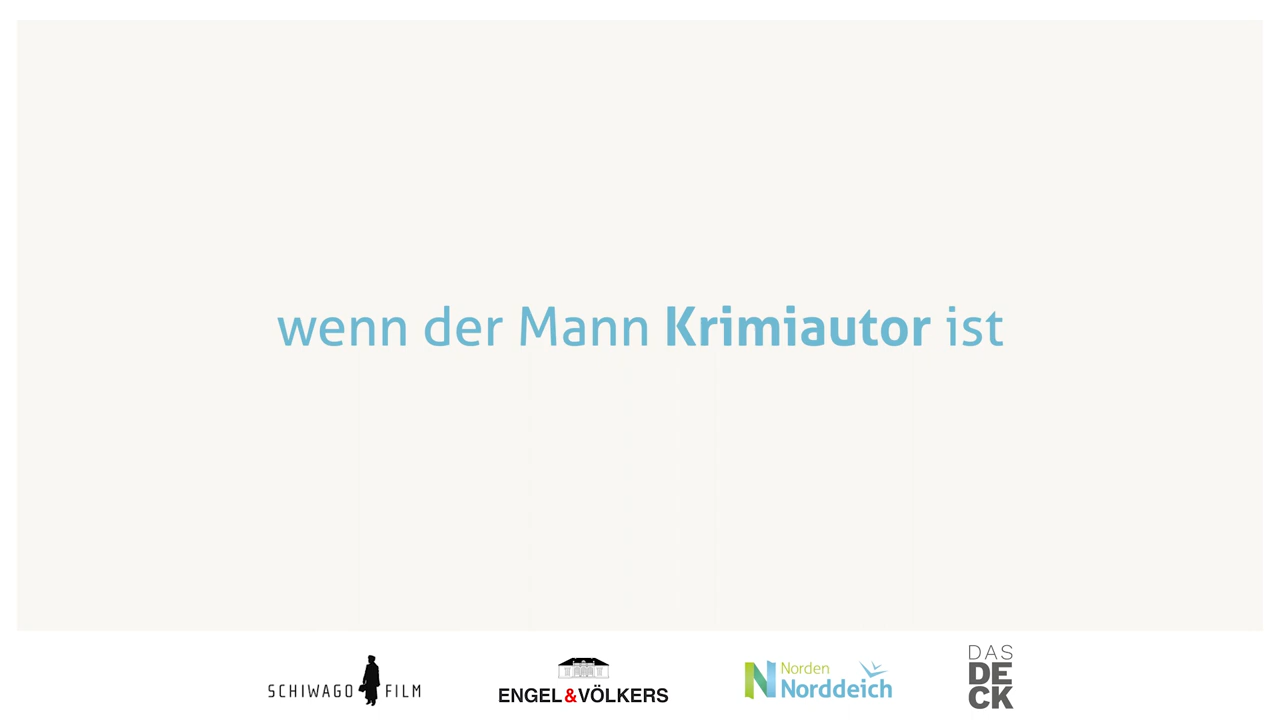 wenn der Mann Krimiautor ist
SCHIWAGO FILM
ENGEL&VÖLKERS
Norden
Norddeich
DAS
DE
CK